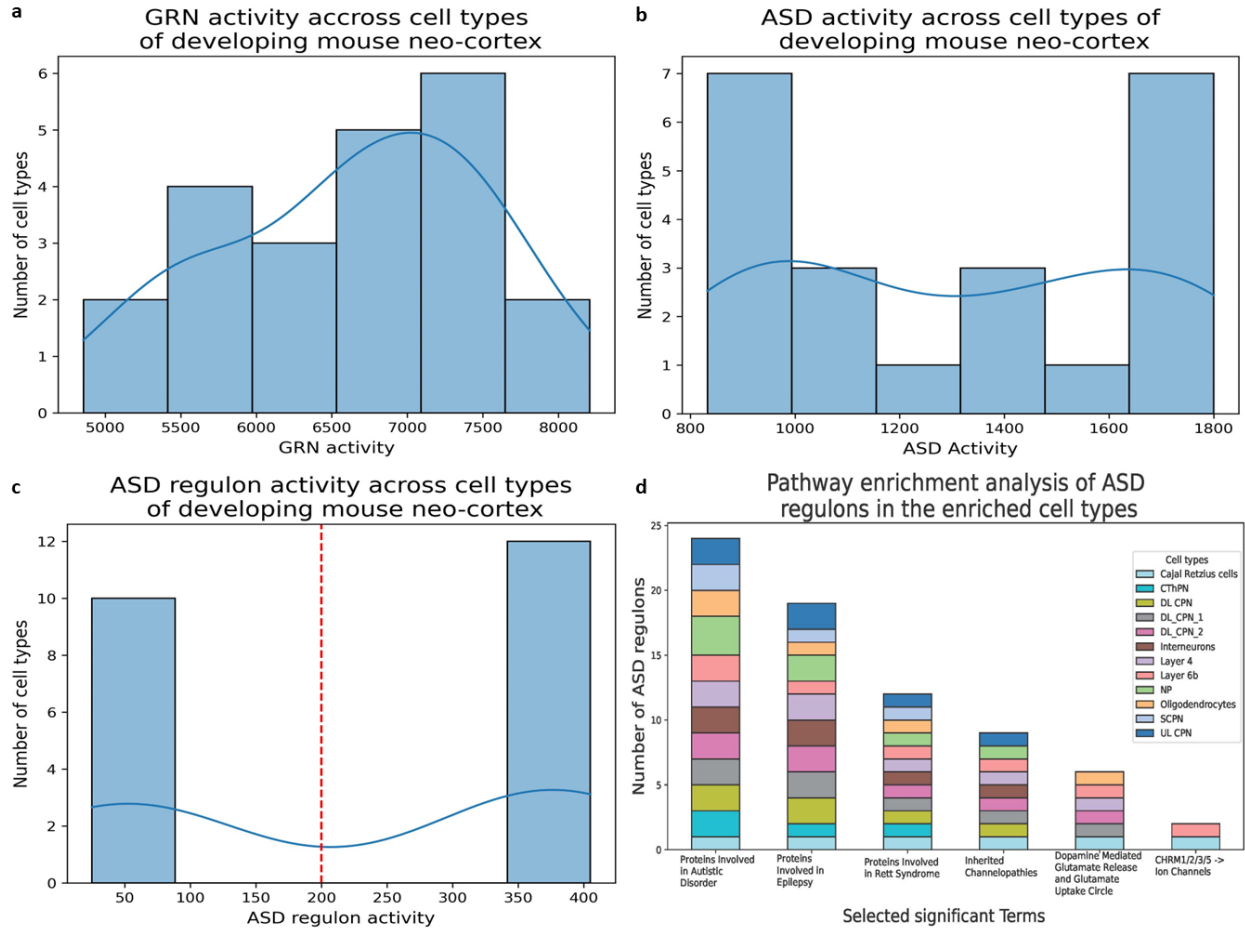 a
GRN activity accross cell types
of developing mouse neo-cortex
Number of cell types
6
5
4
3
2
1
0
5000 5500 6000 6500 7000 7500 8000
GRN activity
b
ASD activity across cell types of
developing mouse neo-cortex
Number of cell types
7
6
5
4
3
2
1
0
800 1000 1200 1400 1600 1800
ASD Activity
c
ASD regulon activity across cell types
of developing mouse neo-cortex
Number of cell types
12
10
8
6
4
2
0
50 100 150 200 250 300 350 400
ASD regulon activity
d
Pathway enrichment analysis of ASD
regulons in the enriched cell types
Number of ASD regulons
25
20
15
10
5
0
Cell types
Cajal Retzius cells
CThPN
DL CPN
DL_CPN_1
DL_CPN_2
Interneurons
Layer 4
Layer 6b
NP
Oligodendrocytes
SCPN
UL CPN
Proteins Involved
in Autistic
Disorder
Proteins
Involved in
Epilepsy
Proteins Involved
in Rett Syndrome
Inherited
Channelopathies
Dopamine Mediated
Glutamate Release
and Glutamate
Uptake Circle
CHRM1/2/3/5 ->
Ion Channels
Selected significant Terms